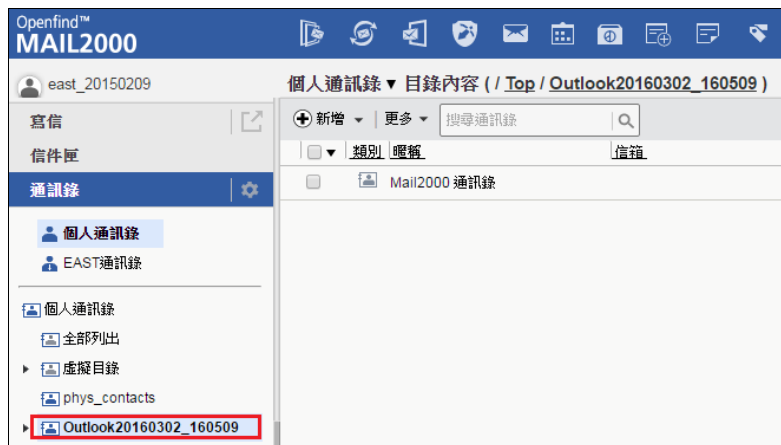 Openfind™
MAIL2000
east_20150209
個人通訊錄 ▼ 目錄內容 ( / Top / Outlook20160302_160509 )
寫信
新增 ▼ | 更多 ▼ 搜尋通訊錄
信件匣
類別 暱稱 信箱
通訊錄
Mail2000 通訊錄
個人通訊錄
EAST通訊錄
個人通訊錄
全部列出
虛擬目錄
phys_contacts
Outlook20160302_160509